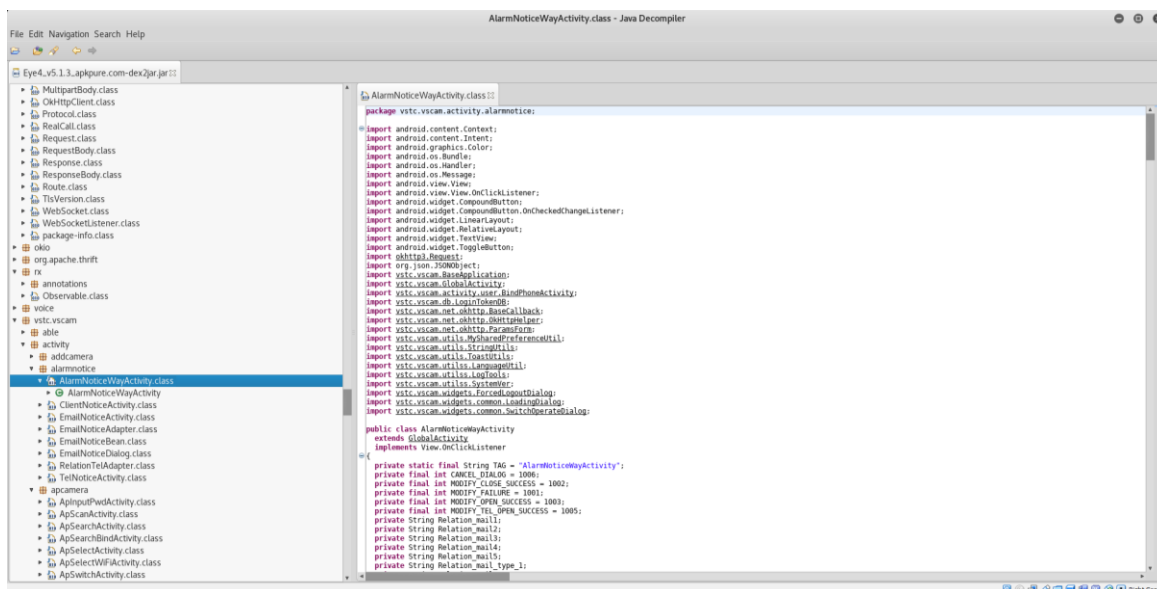 AlarmNoticeWayActivity.class - Java Decompiler
File Edit Navigation Search Help
Eye4_v5.1.3_apkpure.com-dex2jar.jar
MultipartBody.class
OkHttpClient.class
Protocol.class
RealCall.class
Request.class
RequestBody.class
Response.class
ResponseBody.class
Route.class
TlsVersion.class
WebSocket.class
WebSocketListener.class
package-info.class
okio
org.apache.thrift
rx
annotations
Observable.class
voice
vstc.vscam
able
activity
addcamera
alarmnotice
AlarmNoticeWayActivity.class
AlarmNoticeWayActivity
ClientNoticeActivity.class
EmailNoticeActivity.class
EmailNoticeAdapter.class
EmailNoticeBean.class
EmailNoticeDialog.class
RelationTelAdapter.class
TelNoticeActivity.class
apcamera
ApInputPwdActivity.class
ApScanActivity.class
ApSearchActivity.class
ApSearchBindActivity.class
ApSelectActivity.class
ApSelectWiFiActivity.class
ApSwitchActivity.class
AlarmNoticeWayActivity.class
package vstc.vscam.activity.alarmnotice;
import android.content.Context;
import android.content.Intent;
import android.graphics.Color;
import android.os.Bundle;
import android.os.Handler;
import android.os.Message;
import android.view.View;
import android.view.View.OnClickListener;
import android.widget.CompoundButton;
import android.widget.CompoundButton.OnCheckedChangeListener;
import android.widget.LinearLayout;
import android.widget.RelativeLayout;
import android.widget.TextView;
import android.widget.ToggleButton;
import okhttp3.Request;
import org.json.JSONObject;
import vstc.vscam.BaseApplication;
import vstc.vscam.GlobalActivity;
import vstc.vscam.activity.user.BindPhoneActivity;
import vstc.vscam.db.LoginTokenDB;
import vstc.vscam.net.okhttp.BaseCallback;
import vstc.vscam.net.okhttp.OkHttpHelper;
import vstc.vscam.net.okhttp.ParamsForm;
import vstc.vscam.utils.MySharedPreferenceUtil;
import vstc.vscam.utils.StringUtils;
import vstc.vscam.utils.ToastUtils;
import vstc.vscam.utilss.LanguageUtil;
import vstc.vscam.utilss.LogTools;
import vstc.vscam.utilss.SystemVer;
import vstc.vscam.widgets.ForcedLogoutDialog;
import vstc.vscam.widgets.common.LoadingDialog;
import vstc.vscam.widgets.common.SwitchOperateDialog;
public class AlarmNoticeWayActivity
extends GlobalActivity
implements View.OnClickListener
{
private static final String TAG = "AlarmNoticeWayActivity";
private final int CANCEL_DIALOG = 1006;
private final int MODIFY_CLOSE_SUCCESS = 1002;
private final int MODIFY_FAILURE = 1001;
private final int MODIFY_OPEN_SUCCESS = 1003;
private final int MODIFY_TEL_OPEN_SUCCESS = 1005;
private String Relation_mail1;
private String Relation_mail2;
private String Relation_mail3;
private String Relation_mail4;
private String Relation_mail5;
private String Relation_mail_type_1;